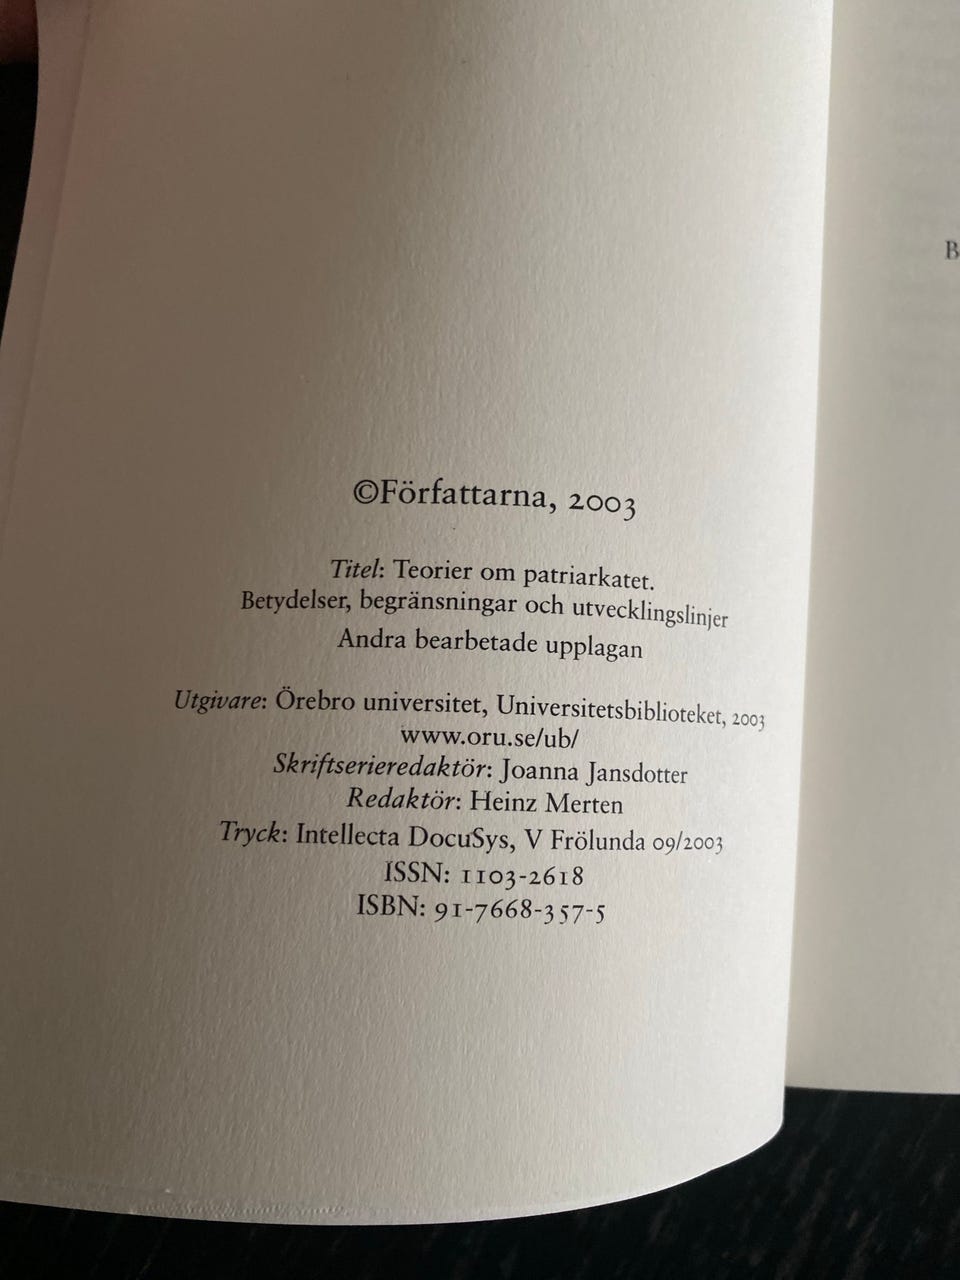 ©Författarna, 2003
Titel: Teorier om patriarkatet.
Betydelser, begränsningar och utvecklingslinjer
Andra bearbetade upplagan
Utgivare: Örebro universitet, Universitetsbiblioteket, 2003
www.oru.se/ub/
Skriftserieredaktör: Joanna Jansdotter
Redaktör: Heinz Merten
Tryck: Intellecta DocuSys, V Frölunda 09/2003
ISSN: 1103-2618
ISBN: 91-7668-357-5
B